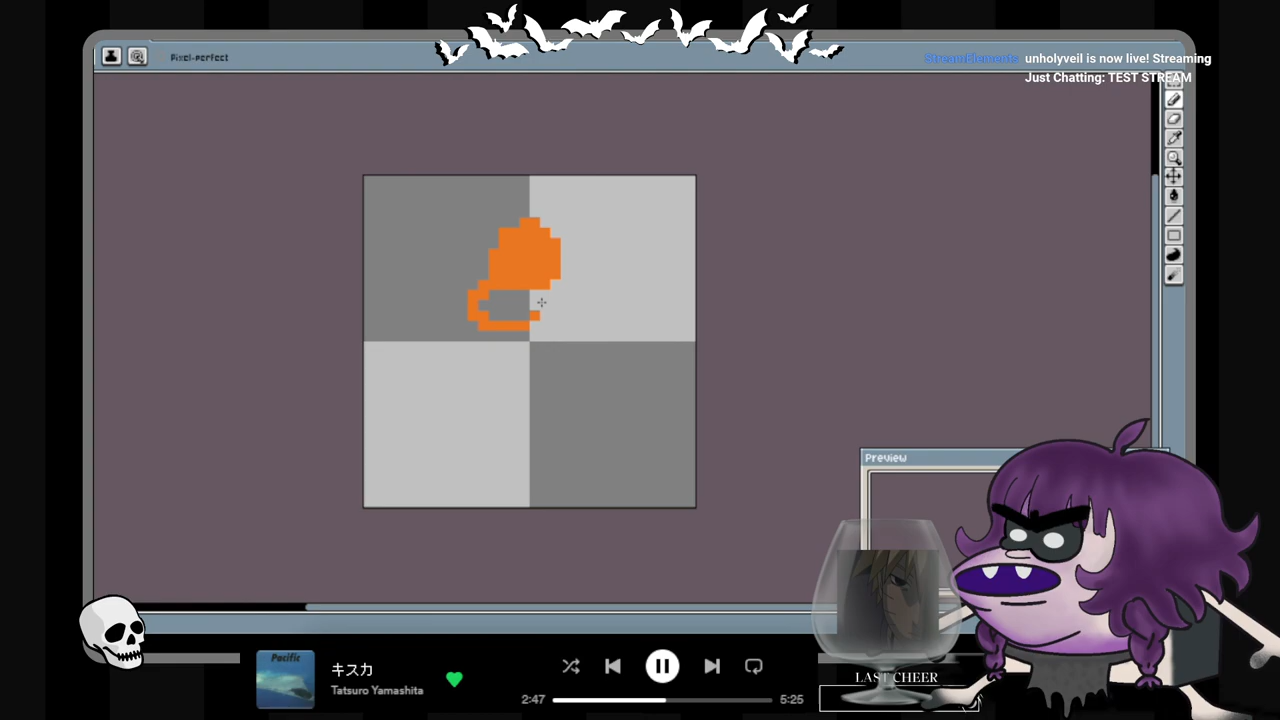 Pixel-perfect
StreamElements unholyveil is now live! Streaming
Just Chatting: TEST STREAM
Preview
Pacific
キスカ
Tatsuro Yamashita
2:47
5:25
LAST CHEER